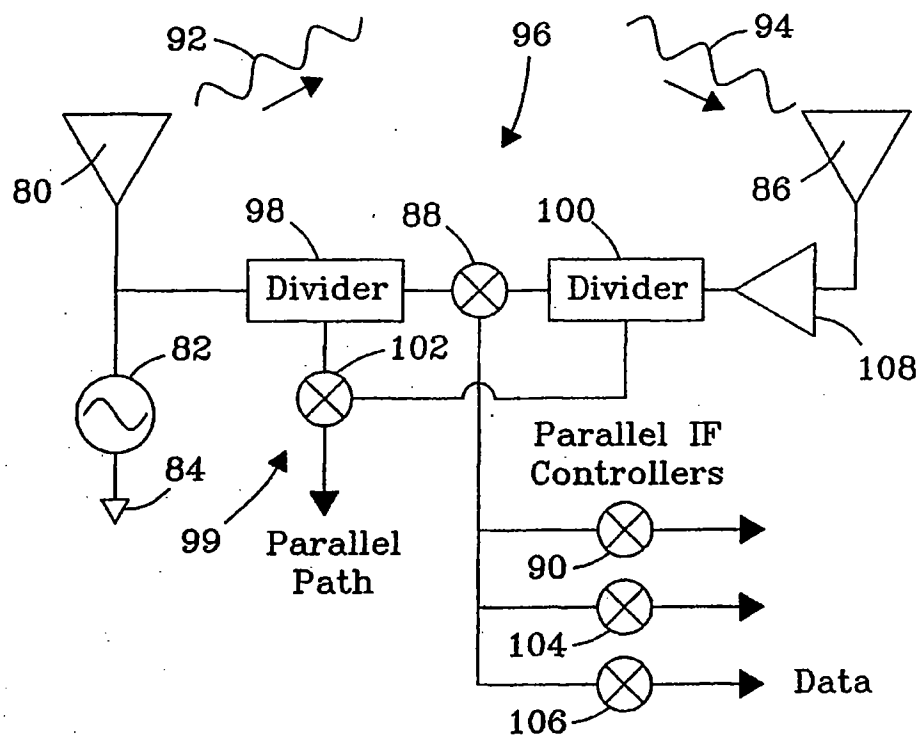 92
96
94
80
86
98
88
100
Divider
Divider
82
102
108
84
99
Parallel
Path
Parallel IF
Controllers
90
104
106
Data